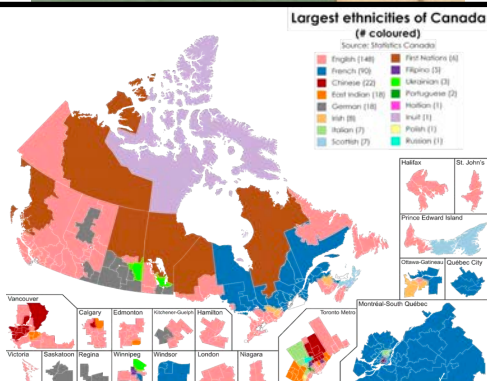 Largest ethnicities of Canada
(# coloured)
Source: Statistics Canada
English (148)
French (90)
Chinese (22)
East Indian (18)
German (18)
Irish (8)
Italian (7)
Scottish (7)
First Nations (6)
Filipino (5)
Ukrainian (3)
Portuguese (2)
Haitian (1)
Inuit (1)
Polish (1)
Russian (1)
Halifax
St. John's
Prince Edward Island
Ottawa-Gatineau
Québec City
Vancouver
Calgary
Edmonton
Kitchener-Guelph
Hamilton
Toronto Metro
Montréal-South Québec
Victoria
Saskatoon
Regina
Winnipeg
Windsor
London
Niagara